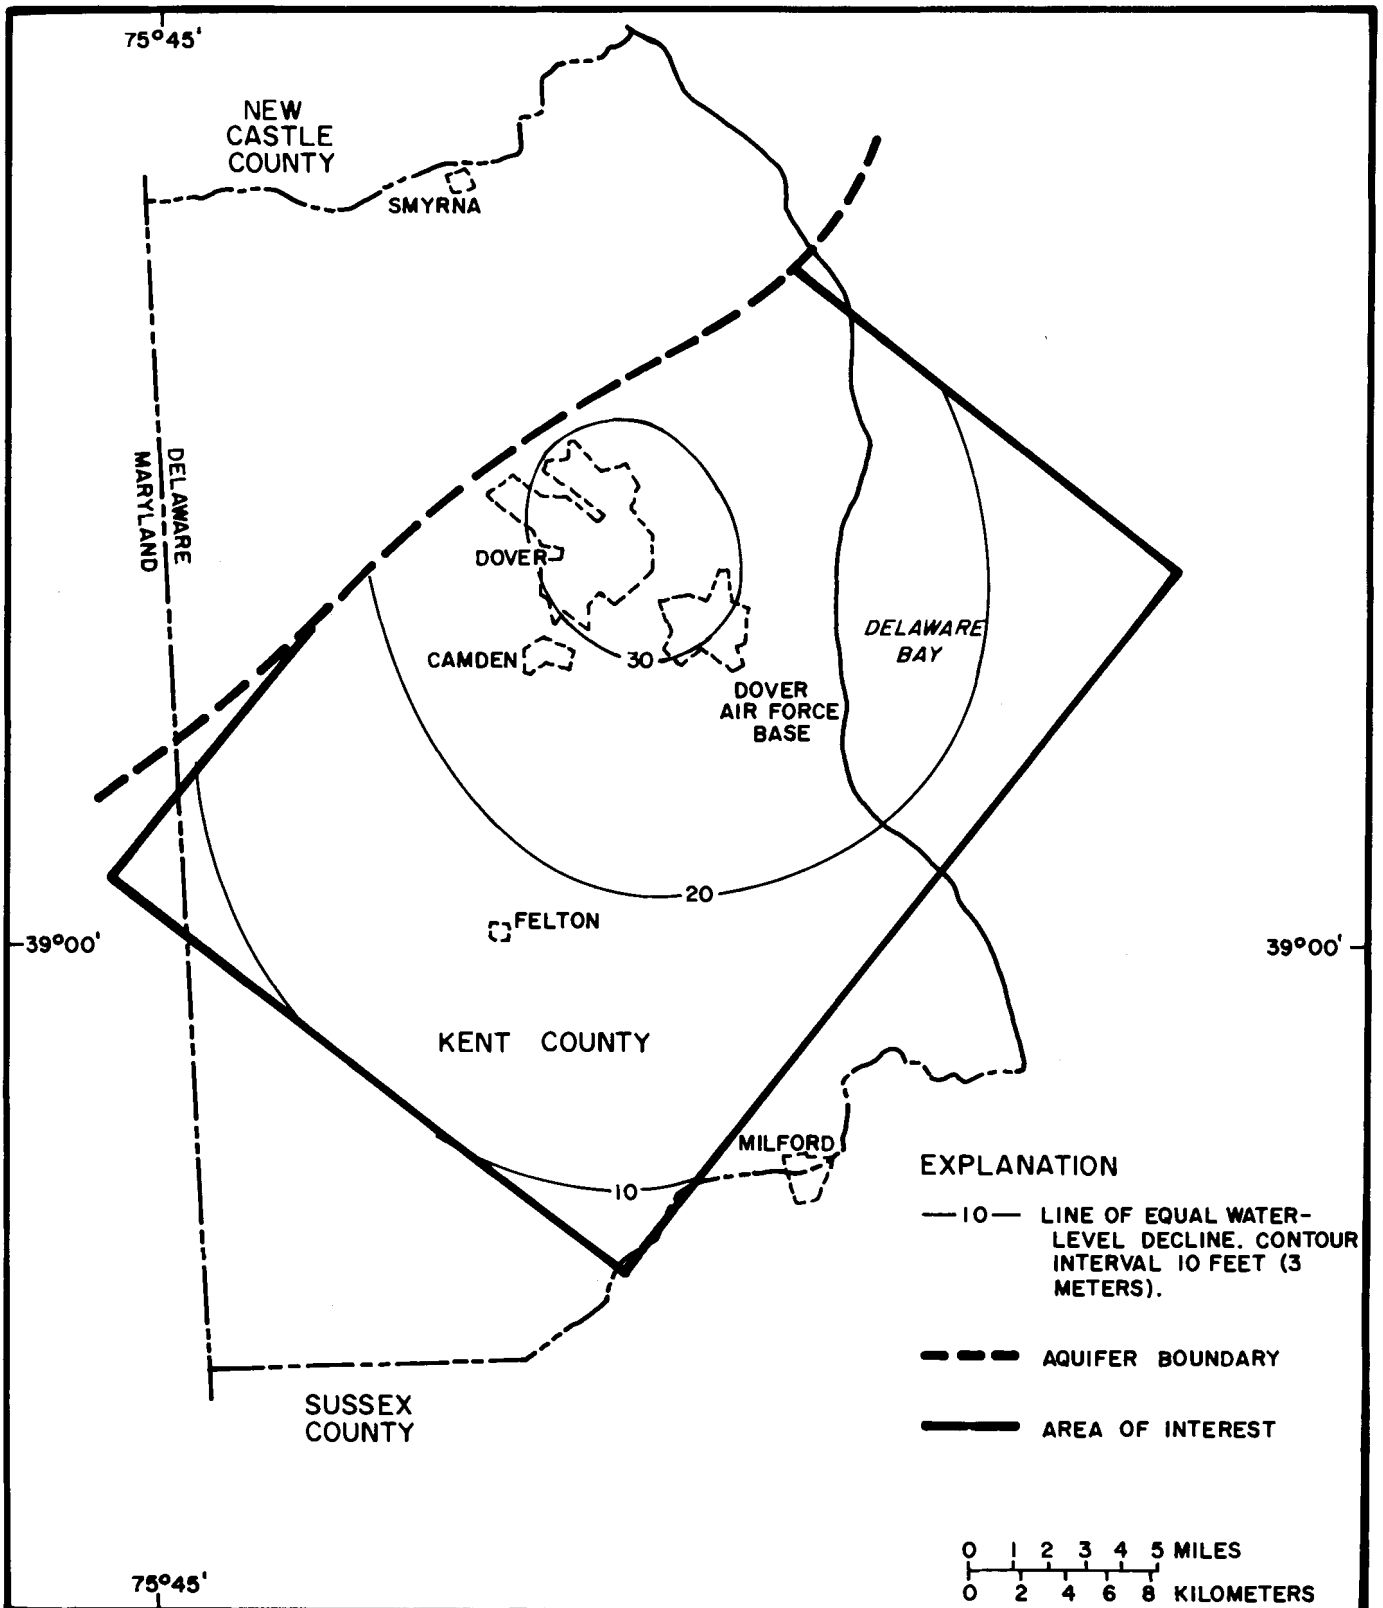 75°45'
NEW
CASTLE
COUNTY
SMYRNA
DELAWARE
MARYLAND
DOVER
DELAWARE
BAY
CAMDEN
30
DOVER
AIR FORCE
BASE
20
FELTON
39°00'
39°00'
KENT COUNTY
MILFORD
10
EXPLANATION
10 LINE OF EQUAL WATER-
LEVEL DECLINE. CONTOUR
INTERVAL 10 FEET (3
METERS).
AQUIFER BOUNDARY
AREA OF INTEREST
SUSSEX
COUNTY
0 1 2 3 4 5 MILES
0 2 4 6 8 KILOMETERS
75°45'